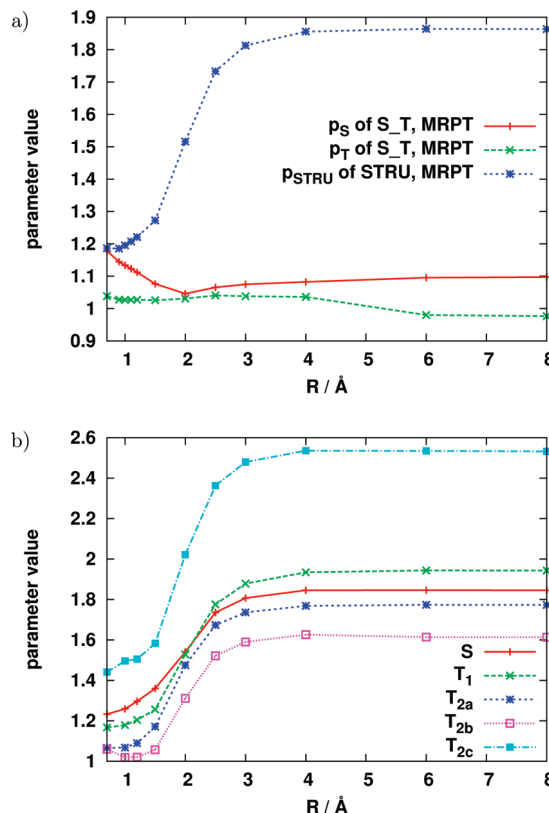 a)
1.9
1.8
1.7
1.6
1.5
1.4
1.3
1.2
1.1
1
0.9
parameter value
pS of S_T, MRPT
pT of S_T, MRPT
pSTRU of STRU, MRPT
1 2 3 4 5 6 7 8
R / Å
b)
2.6
2.4
2.2
2
1.8
1.6
1.4
1.2
1
parameter value
S
T1
T2a
T2b
T2c
1 2 3 4 5 6 7 8
R / Å